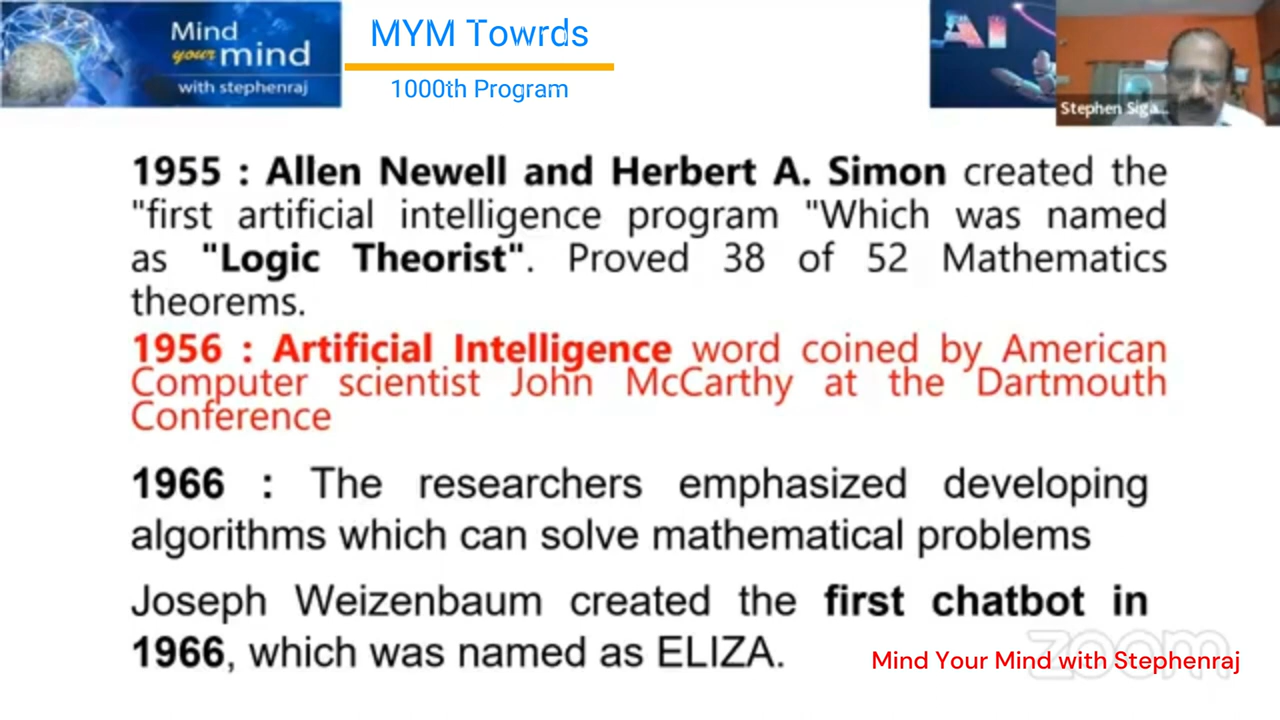 Mind
your mind
with stephenraj
MYM Towrds
1000th Program
AI
Stephen Siga...
1955 : Allen Newell and Herbert A. Simon created the
"first artificial intelligence program "Which was named
as "Logic Theorist". Proved 38 of 52 Mathematics
theorems.
1956 : Artificial Intelligence word coined by American
Computer scientist John McCarthy at the Dartmouth
Conference
1966 : The researchers emphasized developing
algorithms which can solve mathematical problems
Joseph Weizenbaum created the first chatbot in
1966, which was named as ELIZA.
zoom
Mind Your Mind with Stephenraj